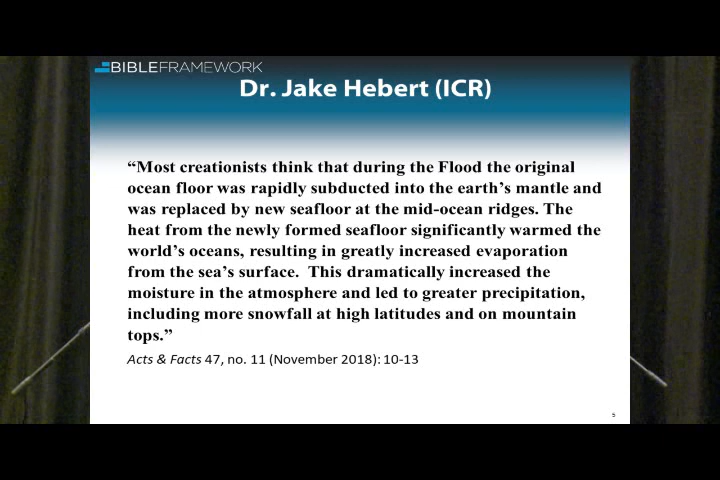 BIBLEFRAMEWORK
Dr. Jake Hebert (ICR)
“Most creationists think that during the Flood the original
ocean floor was rapidly subducted into the earth’s mantle and
was replaced by new seafloor at the mid-ocean ridges. The
heat from the newly formed seafloor significantly warmed the
world’s oceans, resulting in greatly increased evaporation
from the sea’s surface.  This dramatically increased the
moisture in the atmosphere and led to greater precipitation,
including more snowfall at high latitudes and on mountain
tops.”
Acts & Facts 47, no. 11 (November 2018): 10-13
5